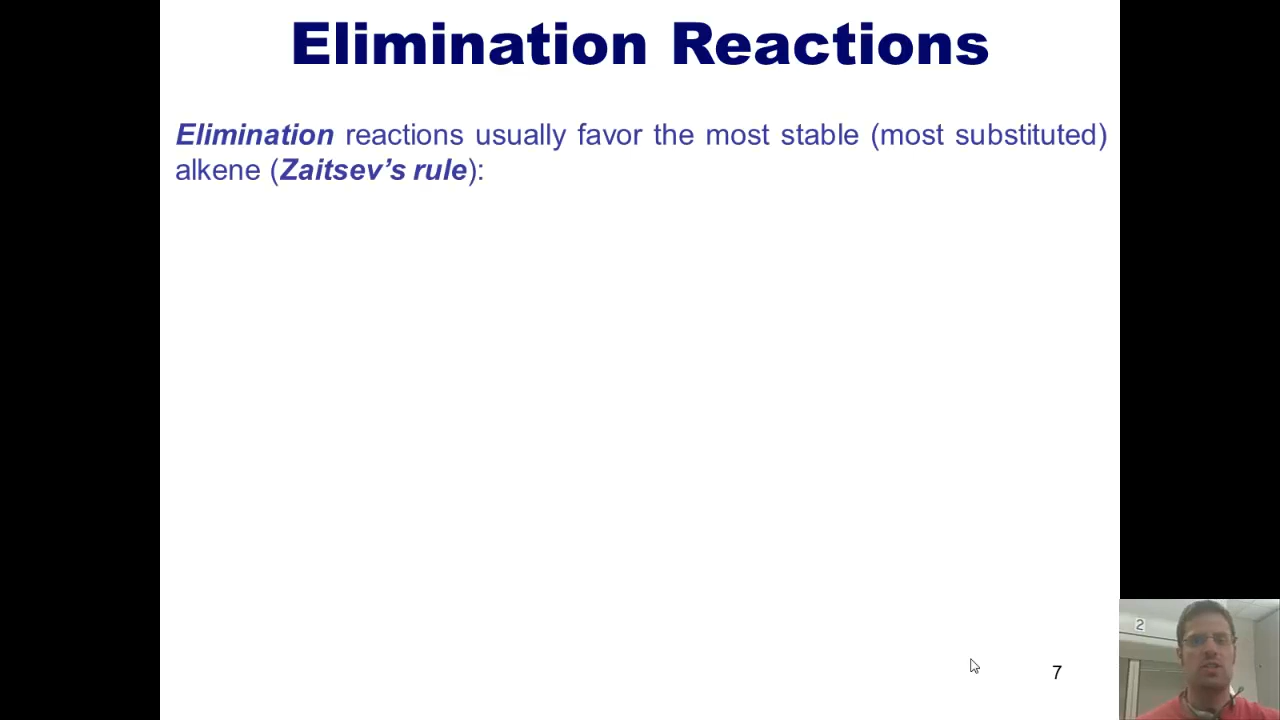 Elimination Reactions
Elimination reactions usually favor the most stable (most substituted)
alkene (Zaitsev’s rule):
2
7